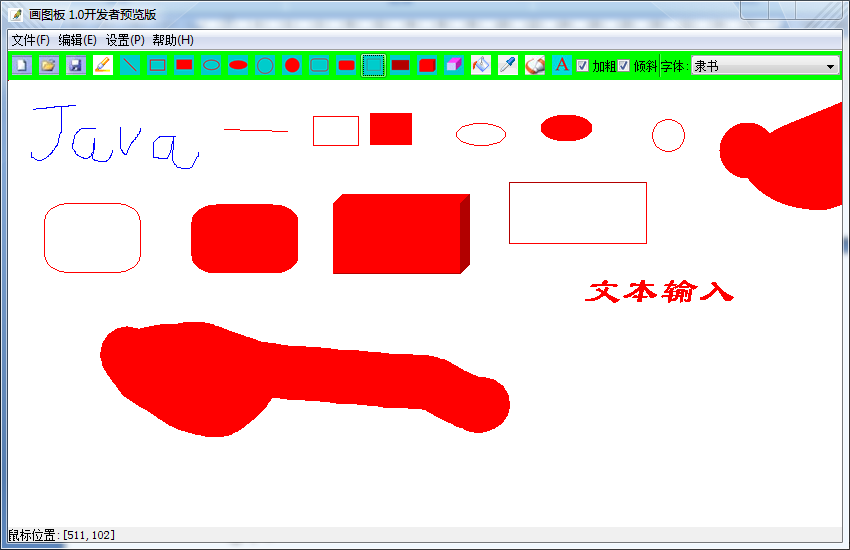 画图板 1.0开发者预览版
文件(F) 编辑(E) 设置(P) 帮助(H)
A 加粗 倾斜 字体: 隶书
Java
文本输入
鼠标位置:[511,102]